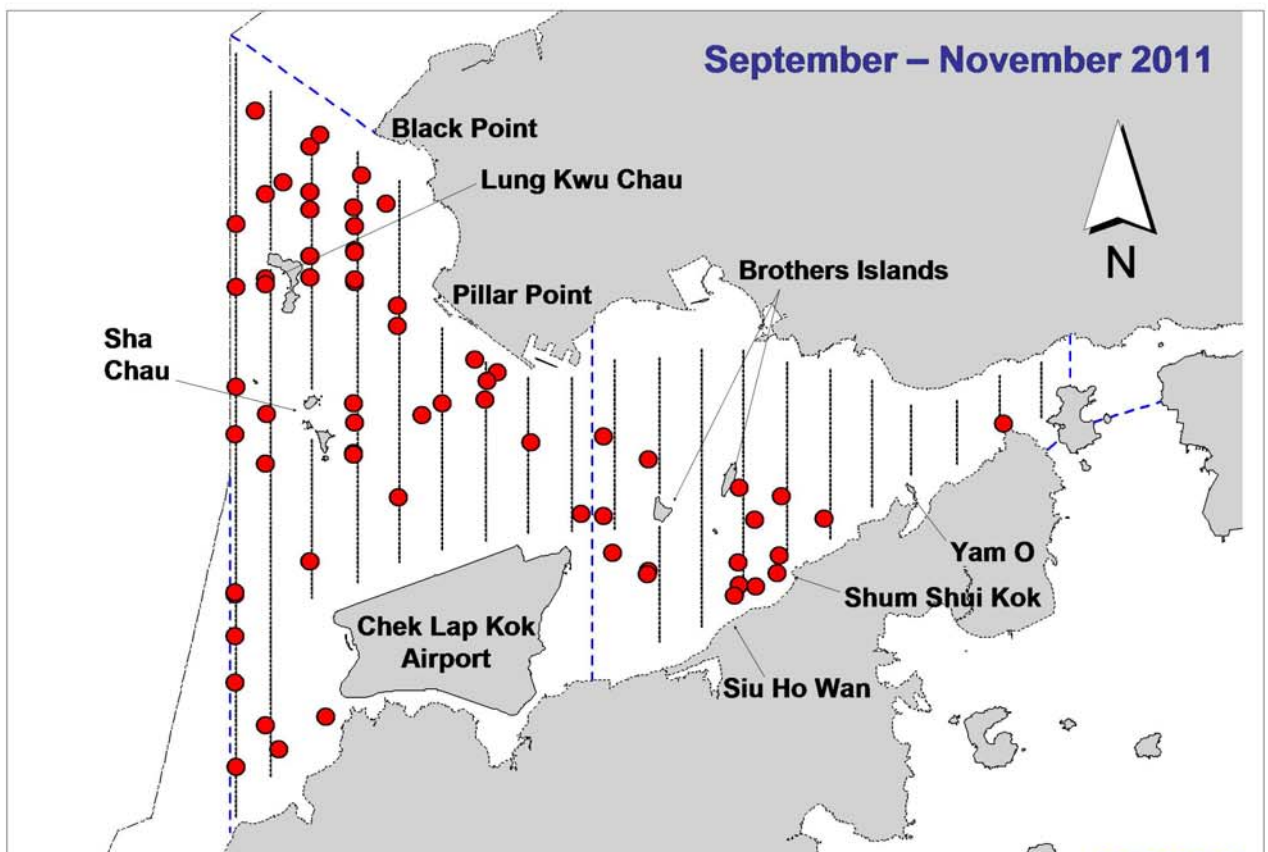 September – November 2011
Black Point
Lung Kwu Chau
N
Brothers Islands
Pillar Point
Sha
Chau
Yam O
Shum Shui Kok
Chek Lap Kok
Airport
Siu Ho Wan